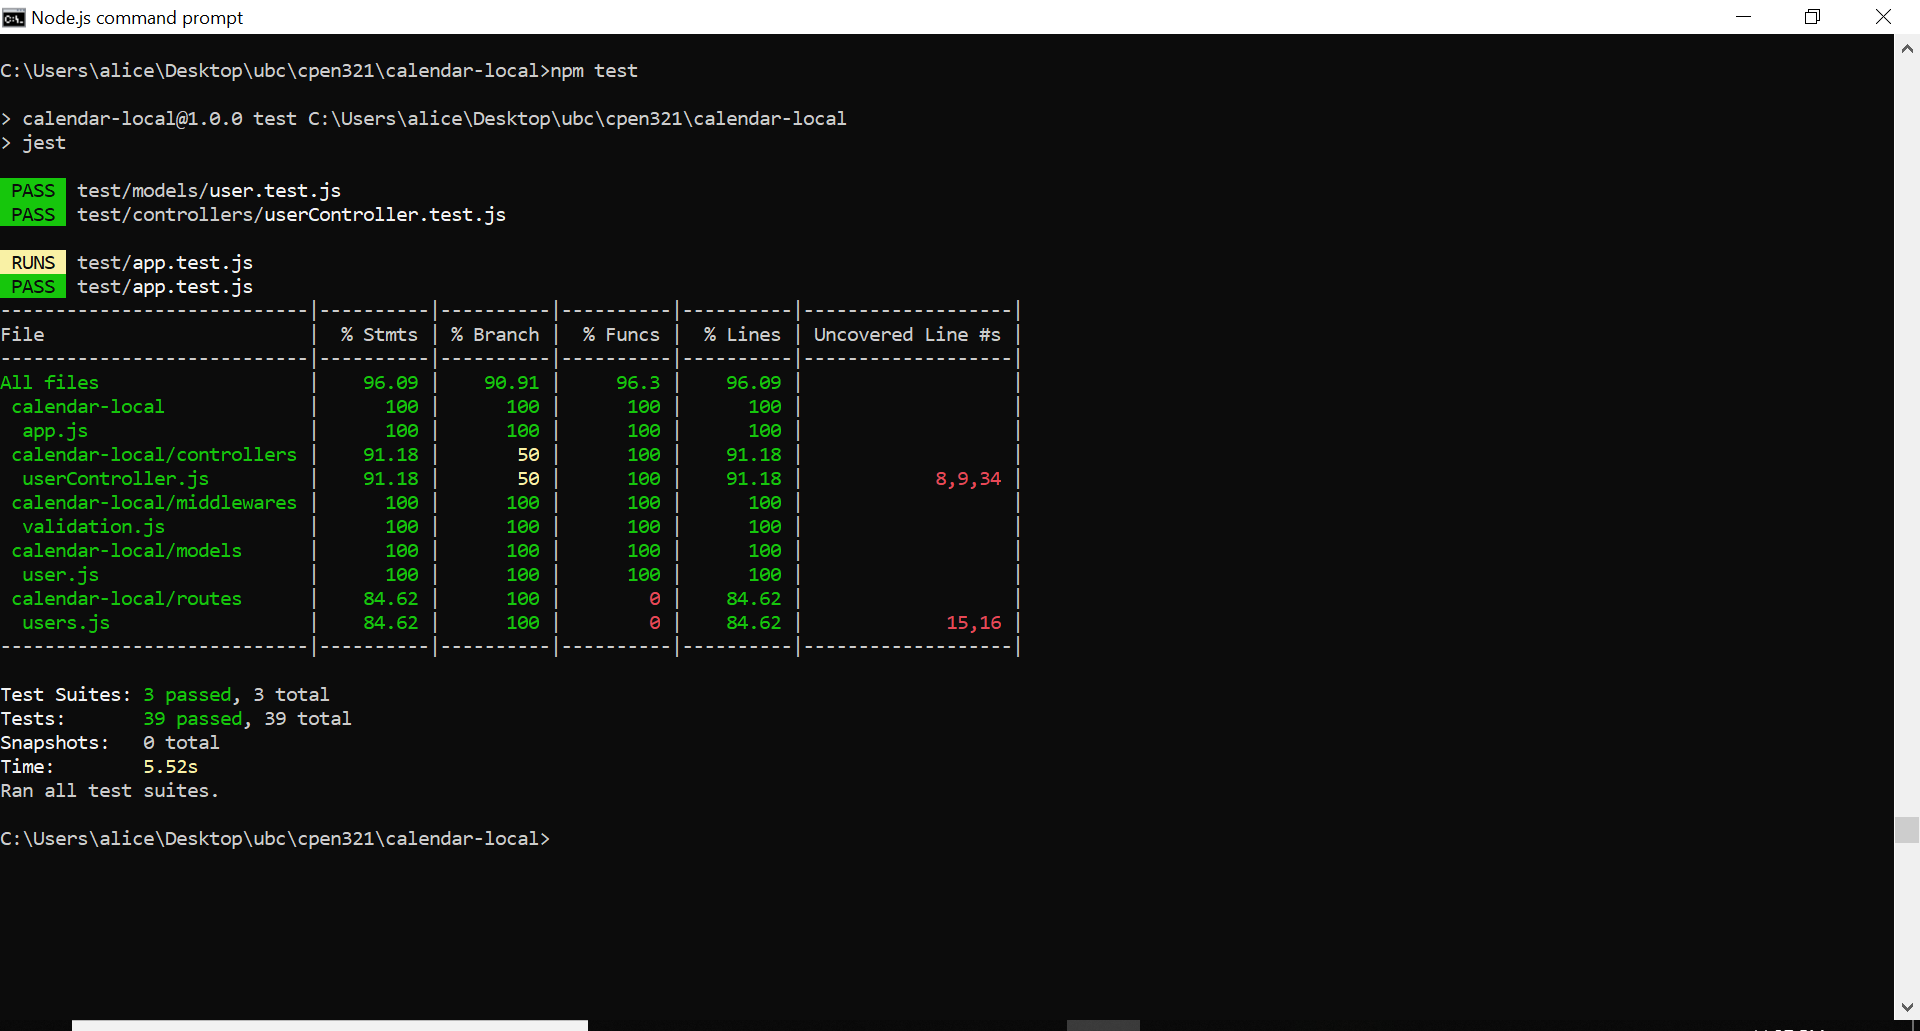 Node.js command prompt
C:\Users\alice\Desktop\ubc\cpen321\calendar-local>npm test
> calendar-local@1.0.0 test C:\Users\alice\Desktop\ubc\cpen321\calendar-local
> jest
PASS test/models/user.test.js
PASS test/controllers/userController.test.js
RUNS test/app.test.js
PASS test/app.test.js
----------------------------|----------|----------|----------|----------|-------------------|
File                        |  % Stmts | % Branch |  % Funcs |  % Lines | Uncovered Line #s |
----------------------------|----------|----------|----------|----------|-------------------|
All files                   |    96.09 |    90.91 |     96.3 |    96.09 |                   |
 calendar-local             |      100 |      100 |      100 |      100 |                   |
  app.js                    |      100 |      100 |      100 |      100 |                   |
 calendar-local/controllers |    91.18 |       50 |      100 |    91.18 |                   |
  userController.js         |    91.18 |       50 |      100 |    91.18 |            8,9,34 |
 calendar-local/middlewares |      100 |      100 |      100 |      100 |                   |
  validation.js             |      100 |      100 |      100 |      100 |                   |
 calendar-local/models      |      100 |      100 |      100 |      100 |                   |
  user.js                   |      100 |      100 |      100 |      100 |                   |
 calendar-local/routes      |    84.62 |      100 |        0 |    84.62 |                   |
  users.js                  |    84.62 |      100 |        0 |    84.62 |             15,16 |
----------------------------|----------|----------|----------|----------|-------------------|
Test Suites: 3 passed, 3 total
Tests:       39 passed, 39 total
Snapshots:   0 total
Time:        5.52s
Ran all test suites.
C:\Users\alice\Desktop\ubc\cpen321\calendar-local>